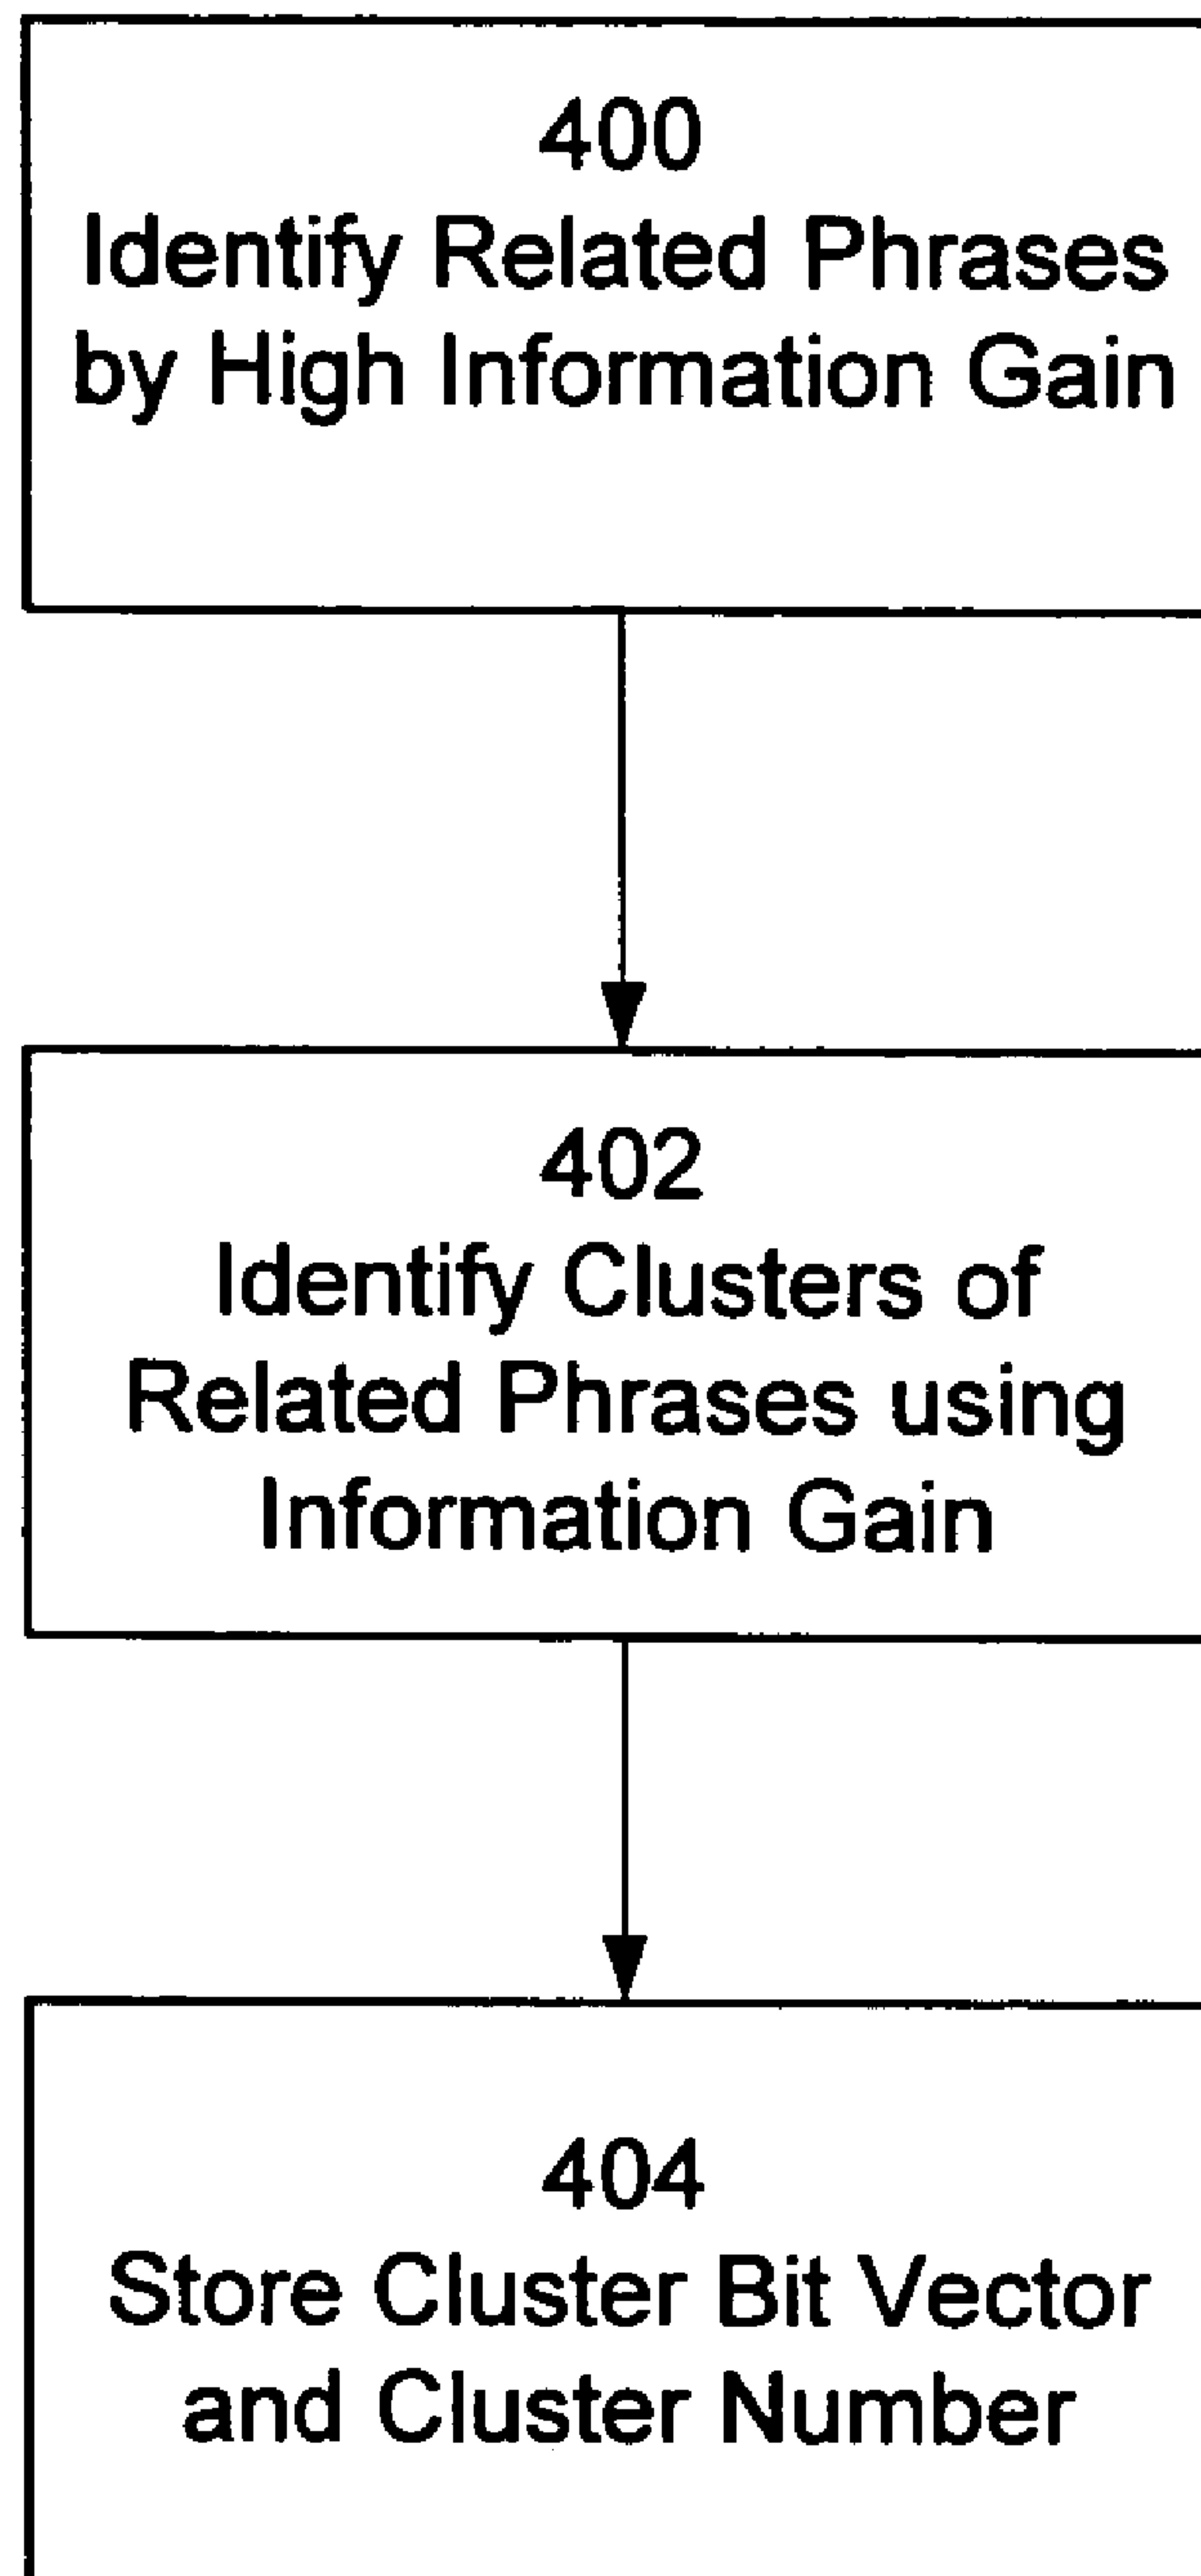 400
Identify Related Phrases
by High Information Gain
402
Identify Clusters of
Related Phrases using
Information Gain
404
Store Cluster Bit Vector
and Cluster Number